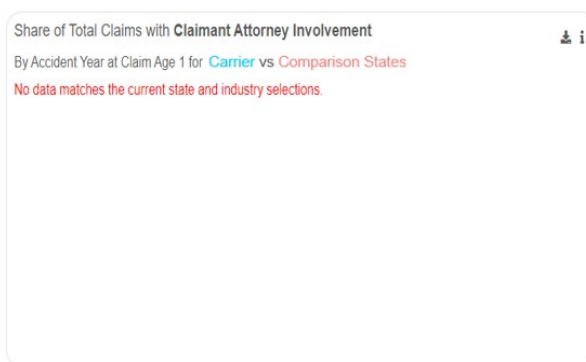 Share of Total Claims with Claimant Attorney Involvement
By Accident Year at Claim Age 1 for Carrier vs Comparison States
No data matches the current state and industry selections.